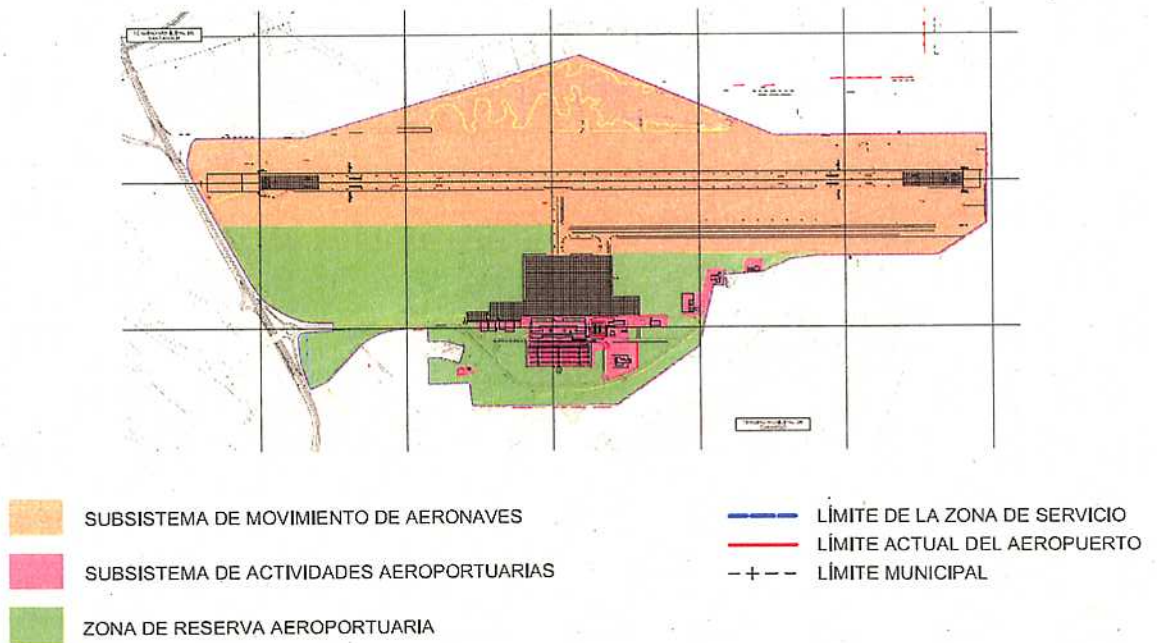 SUBSISTEMA DE MOVIMIENTO DE AERONAVES
SUBSISTEMA DE ACTIVIDADES AEROPORTUARIAS
ZONA DE RESERVA AEROPORTUARIA
LÍMITE DE LA ZONA DE SERVICIO
LÍMITE ACTUAL DEL AEROPUERTO
LÍMITE MUNICIPAL